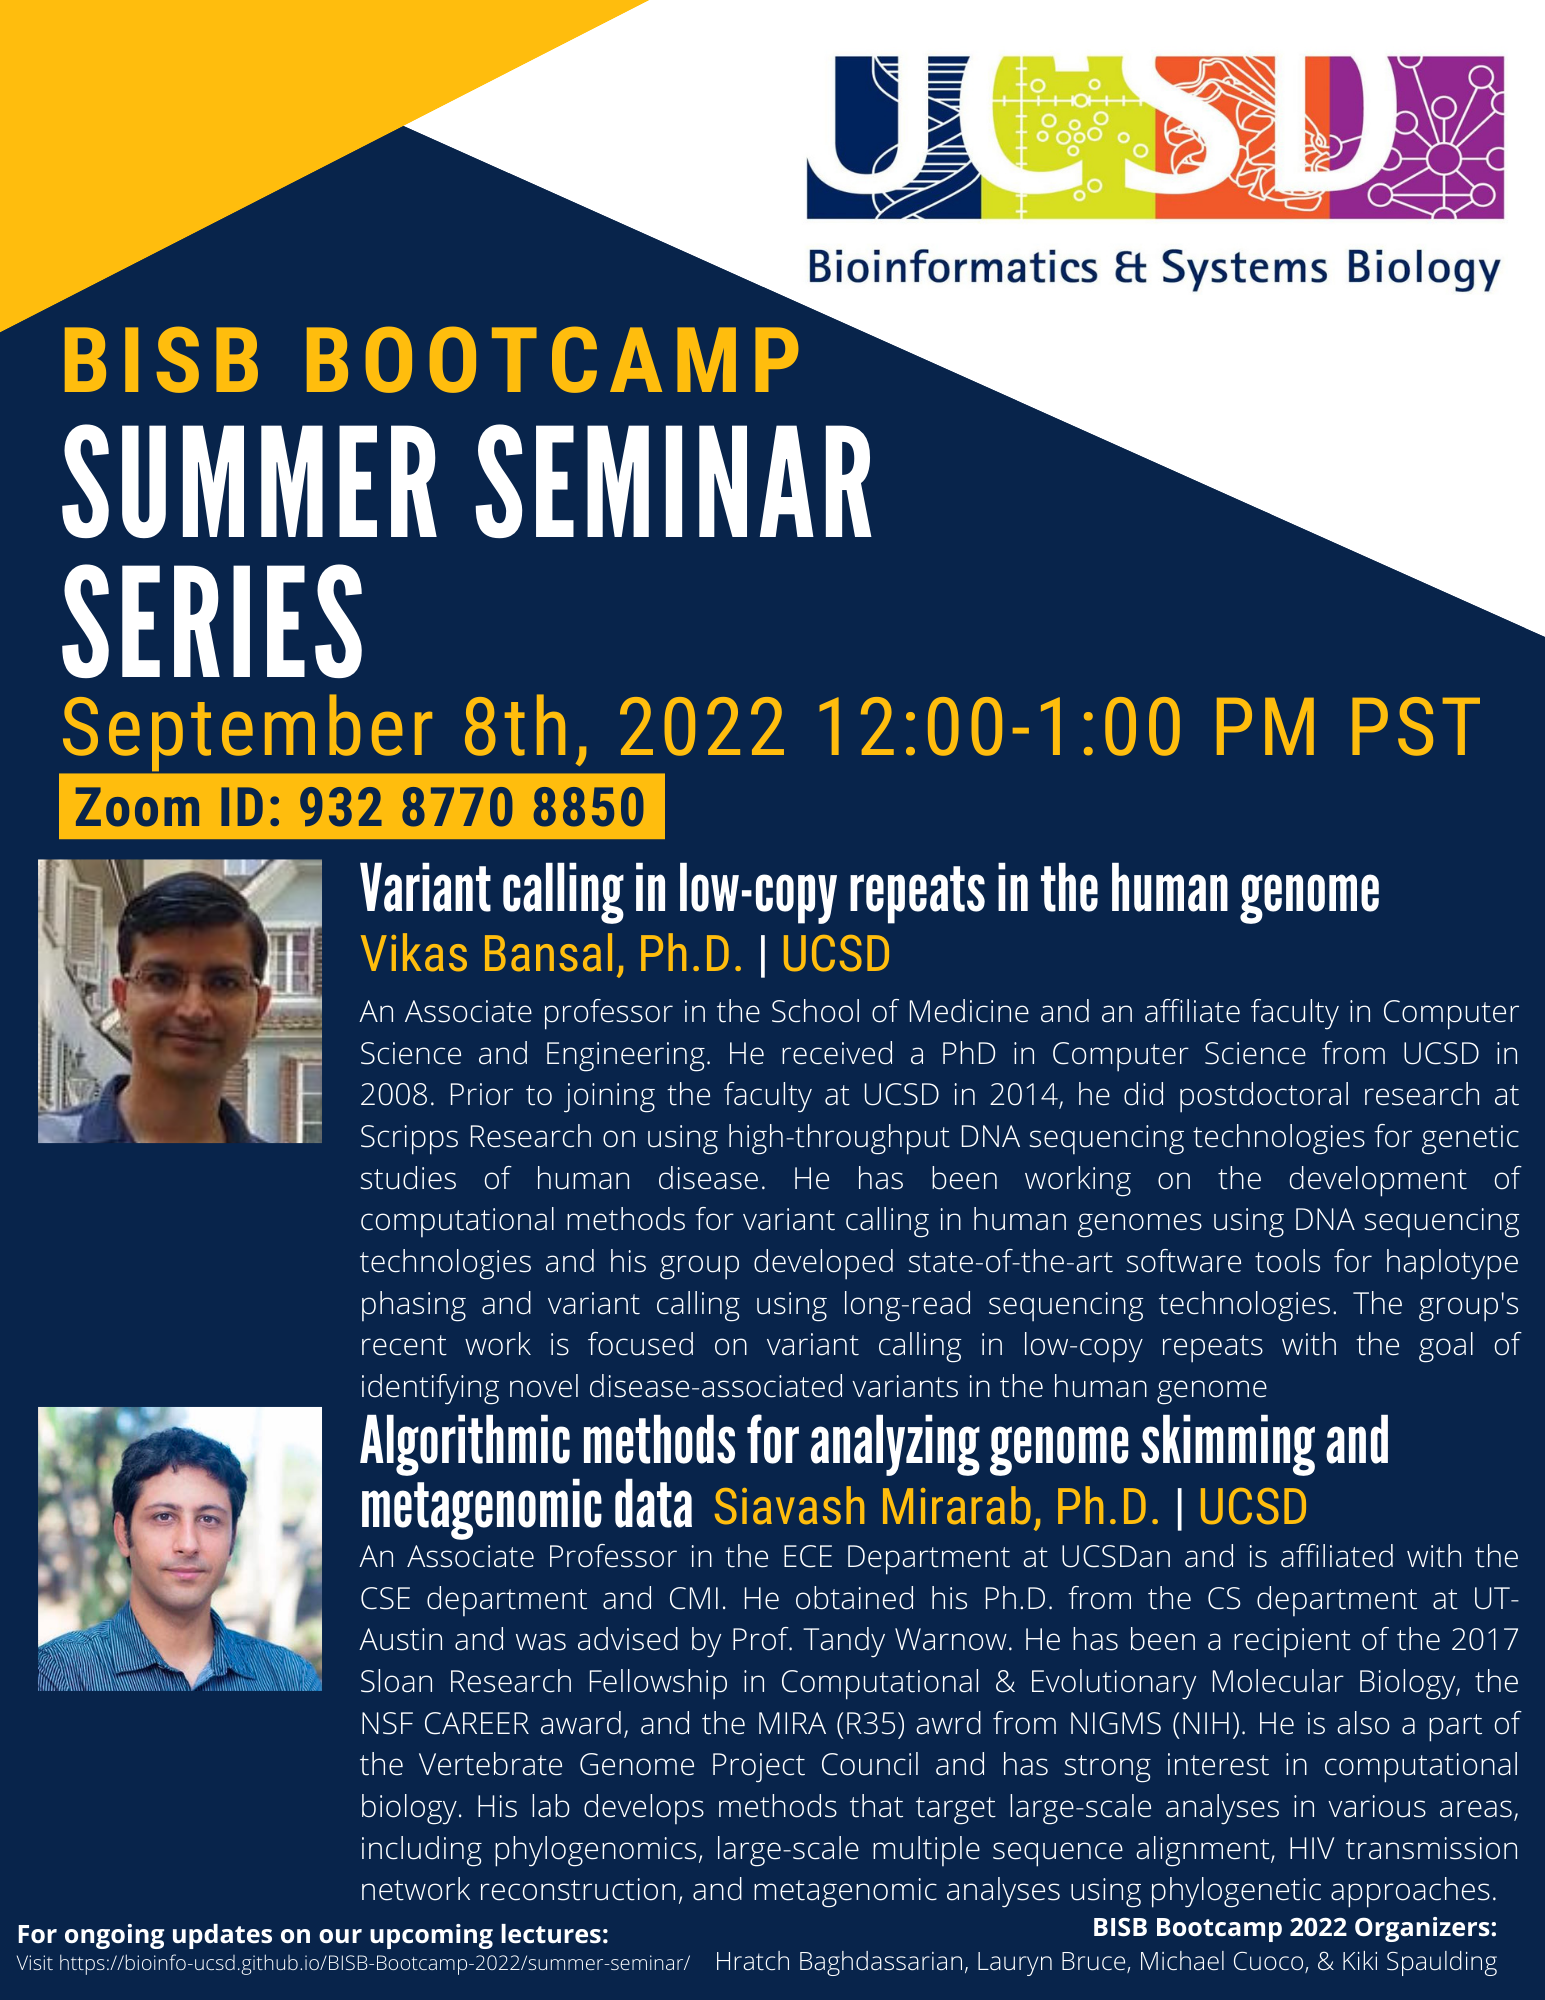 UCSD
Bioinformatics & Systems Biology
BISB BOOTCAMP
SUMMER SEMINAR
SERIES
September 8th, 2022 12:00-1:00 PM PST
Zoom ID: 932 8770 8850
Variant calling in low-copy repeats in the human genome
Vikas Bansal, Ph.D. | UCSD
An Associate professor in the School of Medicine and an affiliate faculty in Computer
Science and Engineering. He received a PhD in Computer Science from UCSD in
2008. Prior to joining the faculty at UCSD in 2014, he did postdoctoral research at
Scripps Research on using high-throughput DNA sequencing technologies for genetic
studies of human disease. He has been working on the development of
computational methods for variant calling in human genomes using DNA sequencing
technologies and his group developed state-of-the-art software tools for haplotype
phasing and variant calling using long-read sequencing technologies. The group's
recent work is focused on variant calling in low-copy repeats with the goal of
identifying novel disease-associated variants in the human genome
Algorithmic methods for analyzing genome skimming and
metagenomic data Siavash Mirarab, Ph.D. | UCSD
An Associate Professor in the ECE Department at UCSDan and is affiliated with the
CSE department and CMI. He obtained his Ph.D. from the CS department at UT-
Austin and was advised by Prof. Tandy Warnow. He has been a recipient of the 2017
Sloan Research Fellowship in Computational & Evolutionary Molecular Biology, the
NSF CAREER award, and the MIRA (R35) awrd from NIGMS (NIH). He is also a part of
the Vertebrate Genome Project Council and has strong interest in computational
biology. His lab develops methods that target large-scale analyses in various areas,
including phylogenomics, large-scale multiple sequence alignment, HIV transmission
network reconstruction, and metagenomic analyses using phylogenetic approaches.
For ongoing updates on our upcoming lectures:
Visit https://bioinfo-ucsd.github.io/BISB-Bootcamp-2022/summer-seminar/
BISB Bootcamp 2022 Organizers:
Hratch Baghdassarian, Lauryn Bruce, Michael Cuoco, & Kiki Spaulding